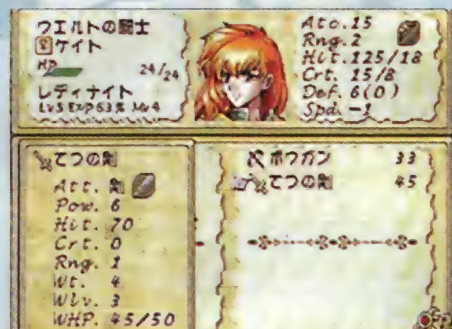 ウエルトの騎士
ケイト
HP 24/24
レディナイト
Lv5 Exp63% Mv4
Atc.15
Rng.2
Hit.125/18
Crt. 15/8
Def. 6(0)
Spd. -1
てつの剣
Att. 剣
Pow. 6
Hit. 70
Crt. 0
Rng. 1
Wt. 4
Wlv. 3
WHP. 45/50
ボウガン 33
てつの剣 45